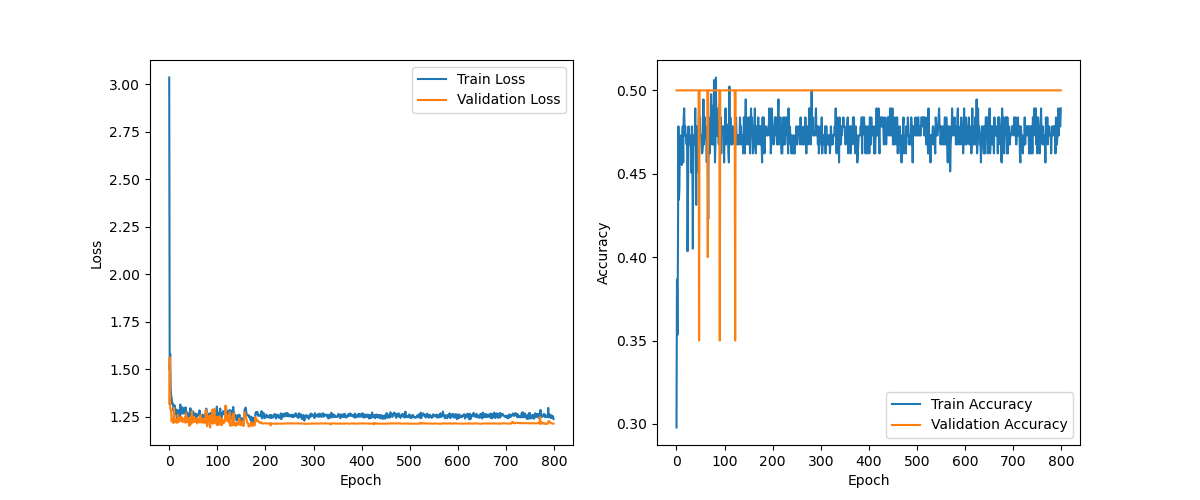 3.00
2.75
2.50
2.25
2.00
1.75
1.50
1.25
Loss
0 100 200 300 400 500 600 700 800
Epoch
Train Loss
Validation Loss
0.50
0.45
0.40
0.35
0.30
Accuracy
0 100 200 300 400 500 600 700 800
Epoch
Train Accuracy
Validation Accuracy